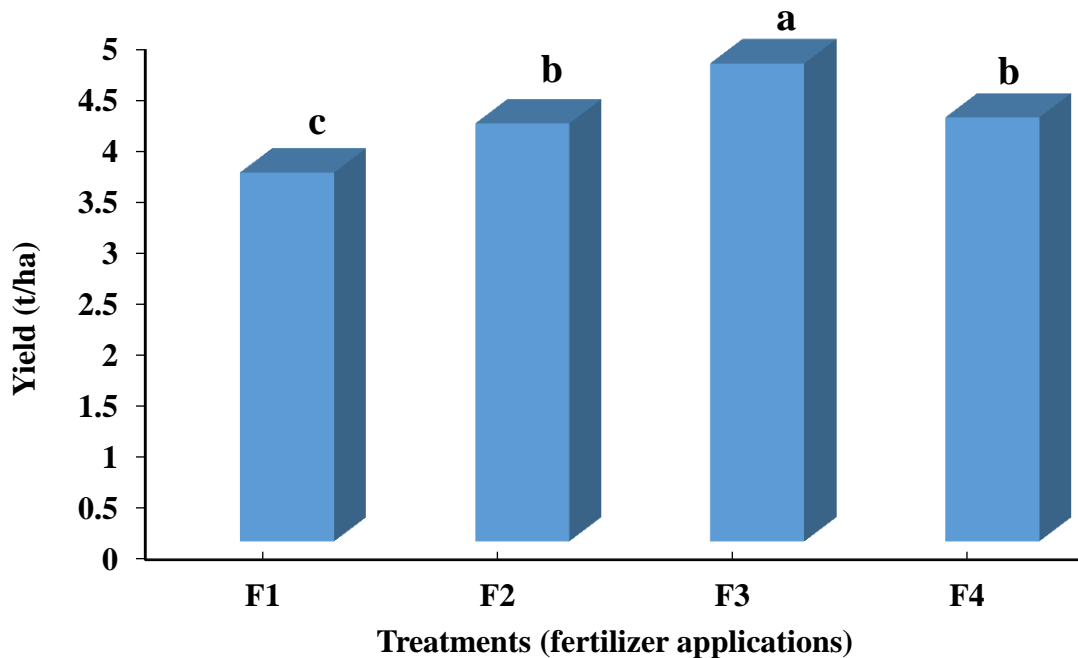 Yield (t/ha)
5
4.5
4
3.5
3
2.5
2
1.5
1
0.5
0
c
b
a
b
F1
F2
F3
F4
Treatments (fertilizer applications)